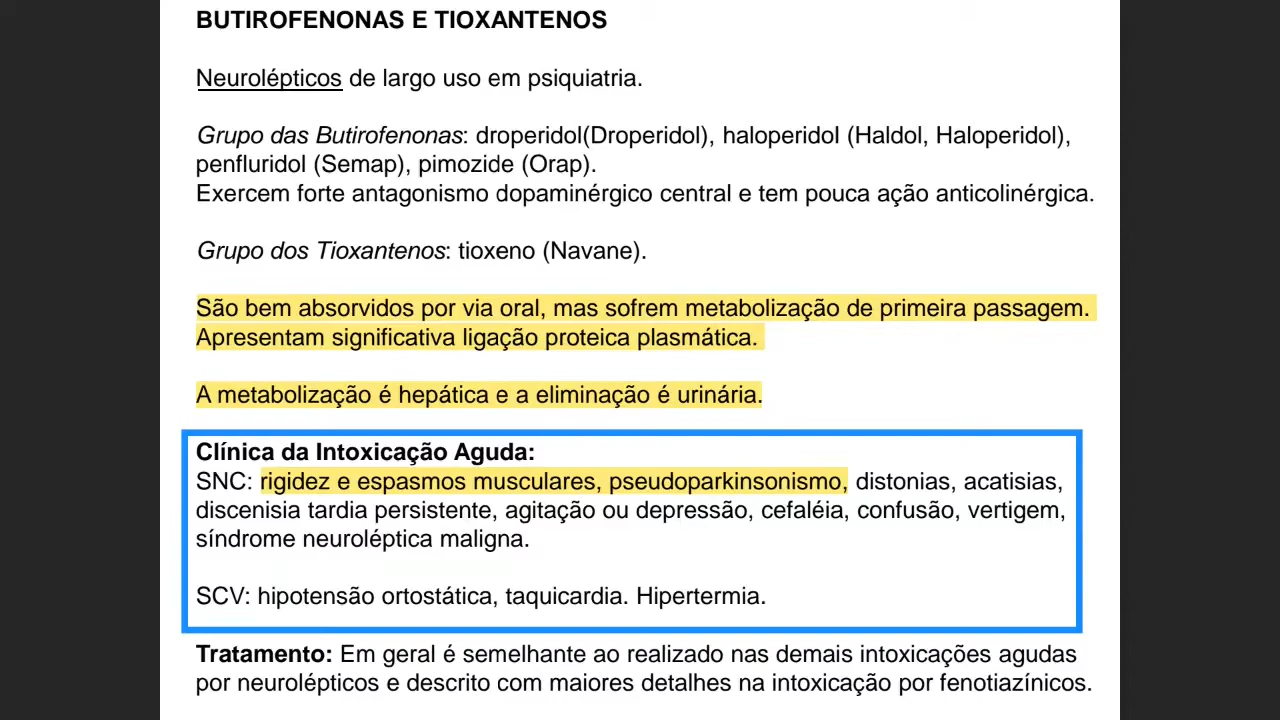 BUTIROFENONAS E TIOXANTENOS
Neurolépticos de largo uso em psiquiatria.
Grupo das Butirofenonas: droperidol(Droperidol), haloperidol (Haldol, Haloperidol),
penfluridol (Semap), pimozide (Orap).
Exercem forte antagonismo dopaminérgico central e tem pouca ação anticolinérgica.
Grupo dos Tioxantenos: tioxeno (Navane).
São bem absorvidos por via oral, mas sofrem metabolização de primeira passagem.
Apresentam significativa ligação proteica plasmática.
A metabolização é hepática e a eliminação é urinária.
Clínica da Intoxicação Aguda:
SNC: rigidez e espasmos musculares, pseudoparkinsonismo, distonias, acatisias,
discenisia tardia persistente, agitação ou depressão, cefaléia, confusão, vertigem,
síndrome neuroléptica maligna.
SCV: hipotensão ortostática, taquicardia. Hipertermia.
Tratamento: Em geral é semelhante ao realizado nas demais intoxicações agudas
por neurolépticos e descrito com maiores detalhes na intoxicação por fenotiazínicos.